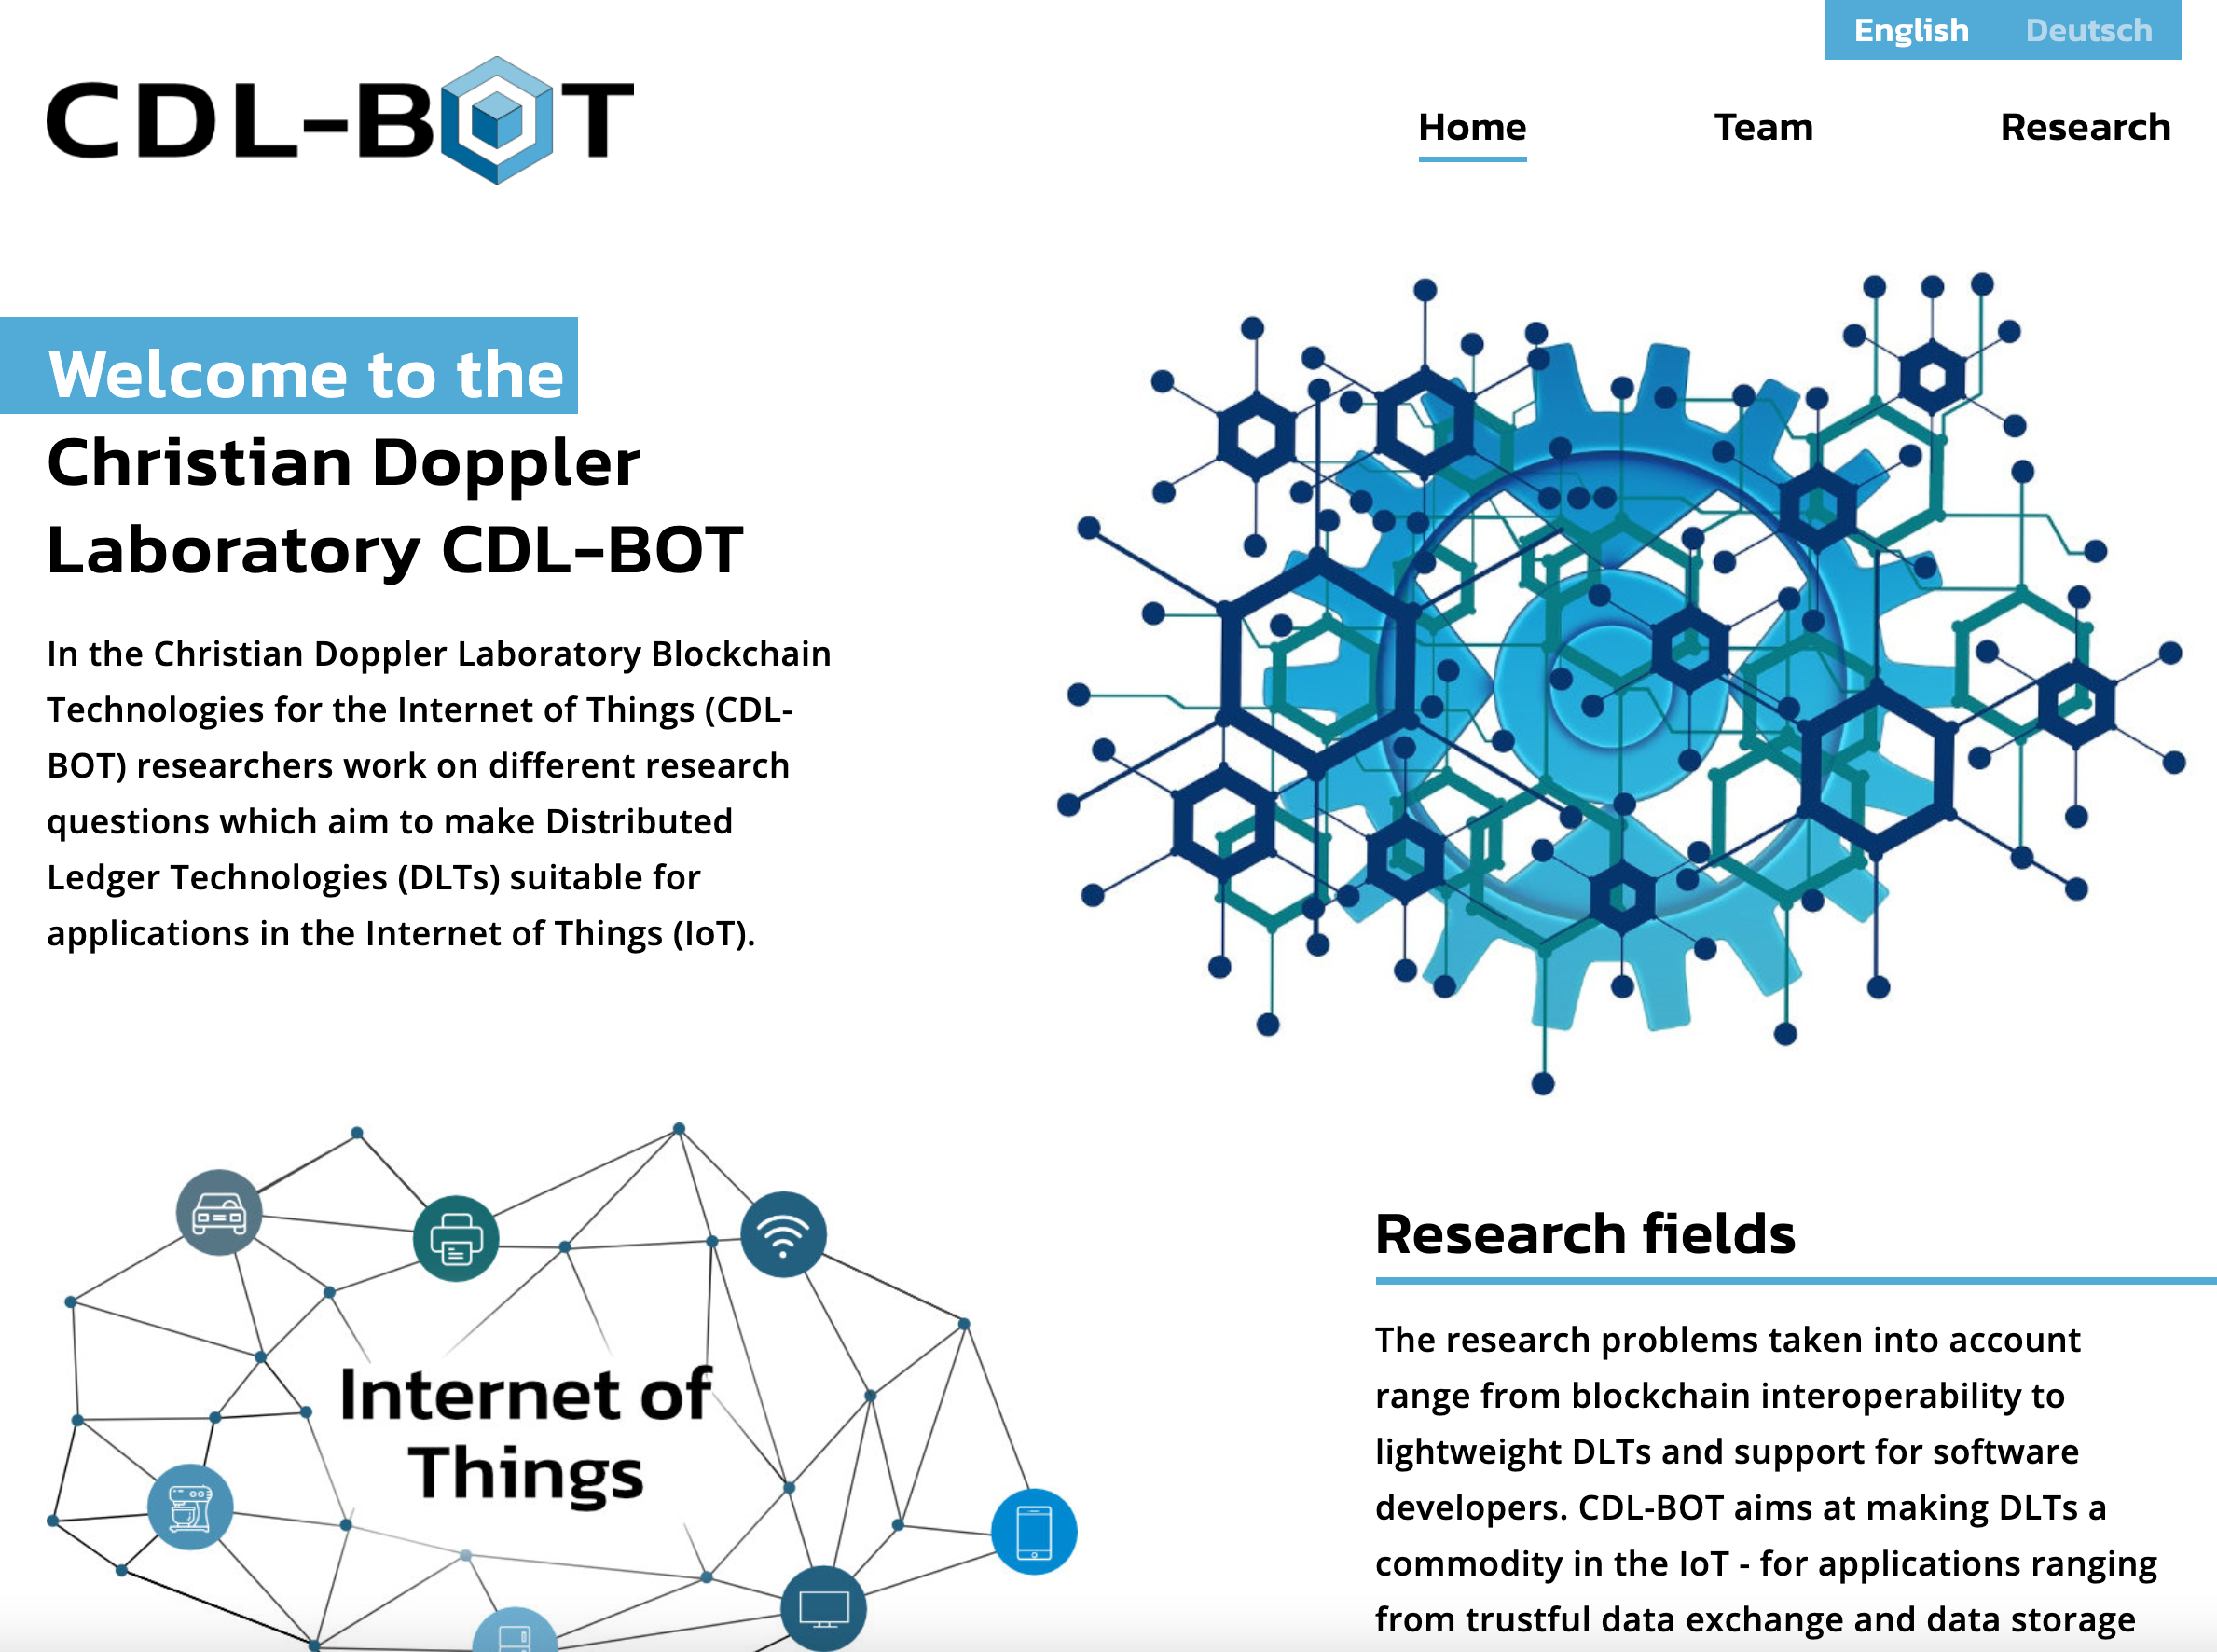 English Deutsch
CDL-BOT
Home Team Research
Welcome to the
Christian Doppler
Laboratory CDL-BOT
In the Christian Doppler Laboratory Blockchain
Technologies for the Internet of Things (CDL-
BOT) researchers work on different research
questions which aim to make Distributed
Ledger Technologies (DLTs) suitable for
applications in the Internet of Things (IoT).
Internet of
Things
Research fields
The research problems taken into account
range from blockchain interoperability to
lightweight DLTs and support for software
developers. CDL-BOT aims at making DLTs a
commodity in the IoT - for applications ranging
from trustful data exchange and data storage